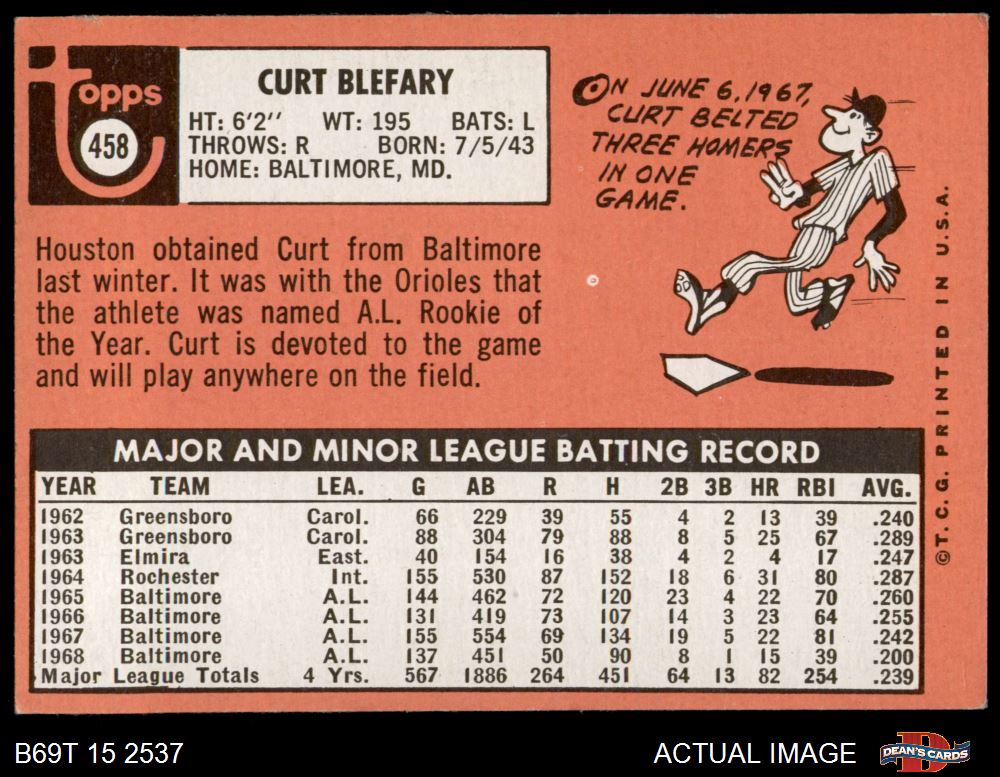 Topps
458
CURT BLEFARY
HT: 6'2" WT: 195 BATS: L
THROWS: R BORN: 7/5/43
HOME: BALTIMORE, MD.
ON JUNE 6, 1967,
CURT BELTED
THREE HOMERS
IN ONE
GAME.
Houston obtained Curt from Baltimore
last winter. It was with the Orioles that
the athlete was named A.L. Rookie of
the Year. Curt is devoted to the game
and will play anywhere on the field.
©T. C. G. PRINTED IN U.S.A.
MAJOR AND MINOR LEAGUE BATTING RECORD
YEAR TEAM LEA. G AB R H 2B 3B HR RBI AVG.
1962 Greensboro Carol. 66 229 39 55 4 2 13 39 .240
1963 Greensboro Carol. 88 304 79 88 8 5 25 67 .289
1963 Elmira East. 40 154 16 38 4 2 4 17 .247
1964 Rochester Int. 155 530 87 152 18 6 31 80 .287
1965 Baltimore A.L. 144 462 72 120 23 4 22 70 .260
1966 Baltimore A.L. 131 419 73 107 14 3 23 64 .255
1967 Baltimore A.L. 155 554 69 134 19 5 22 81 .242
1968 Baltimore A.L. 137 451 50 90 8 1 15 39 .200
Major League Totals 4 Yrs. 567 1886 264 451 64 13 82 254 .239
B69T 15 2537 ACTUAL IMAGE DEAN'S CARDS